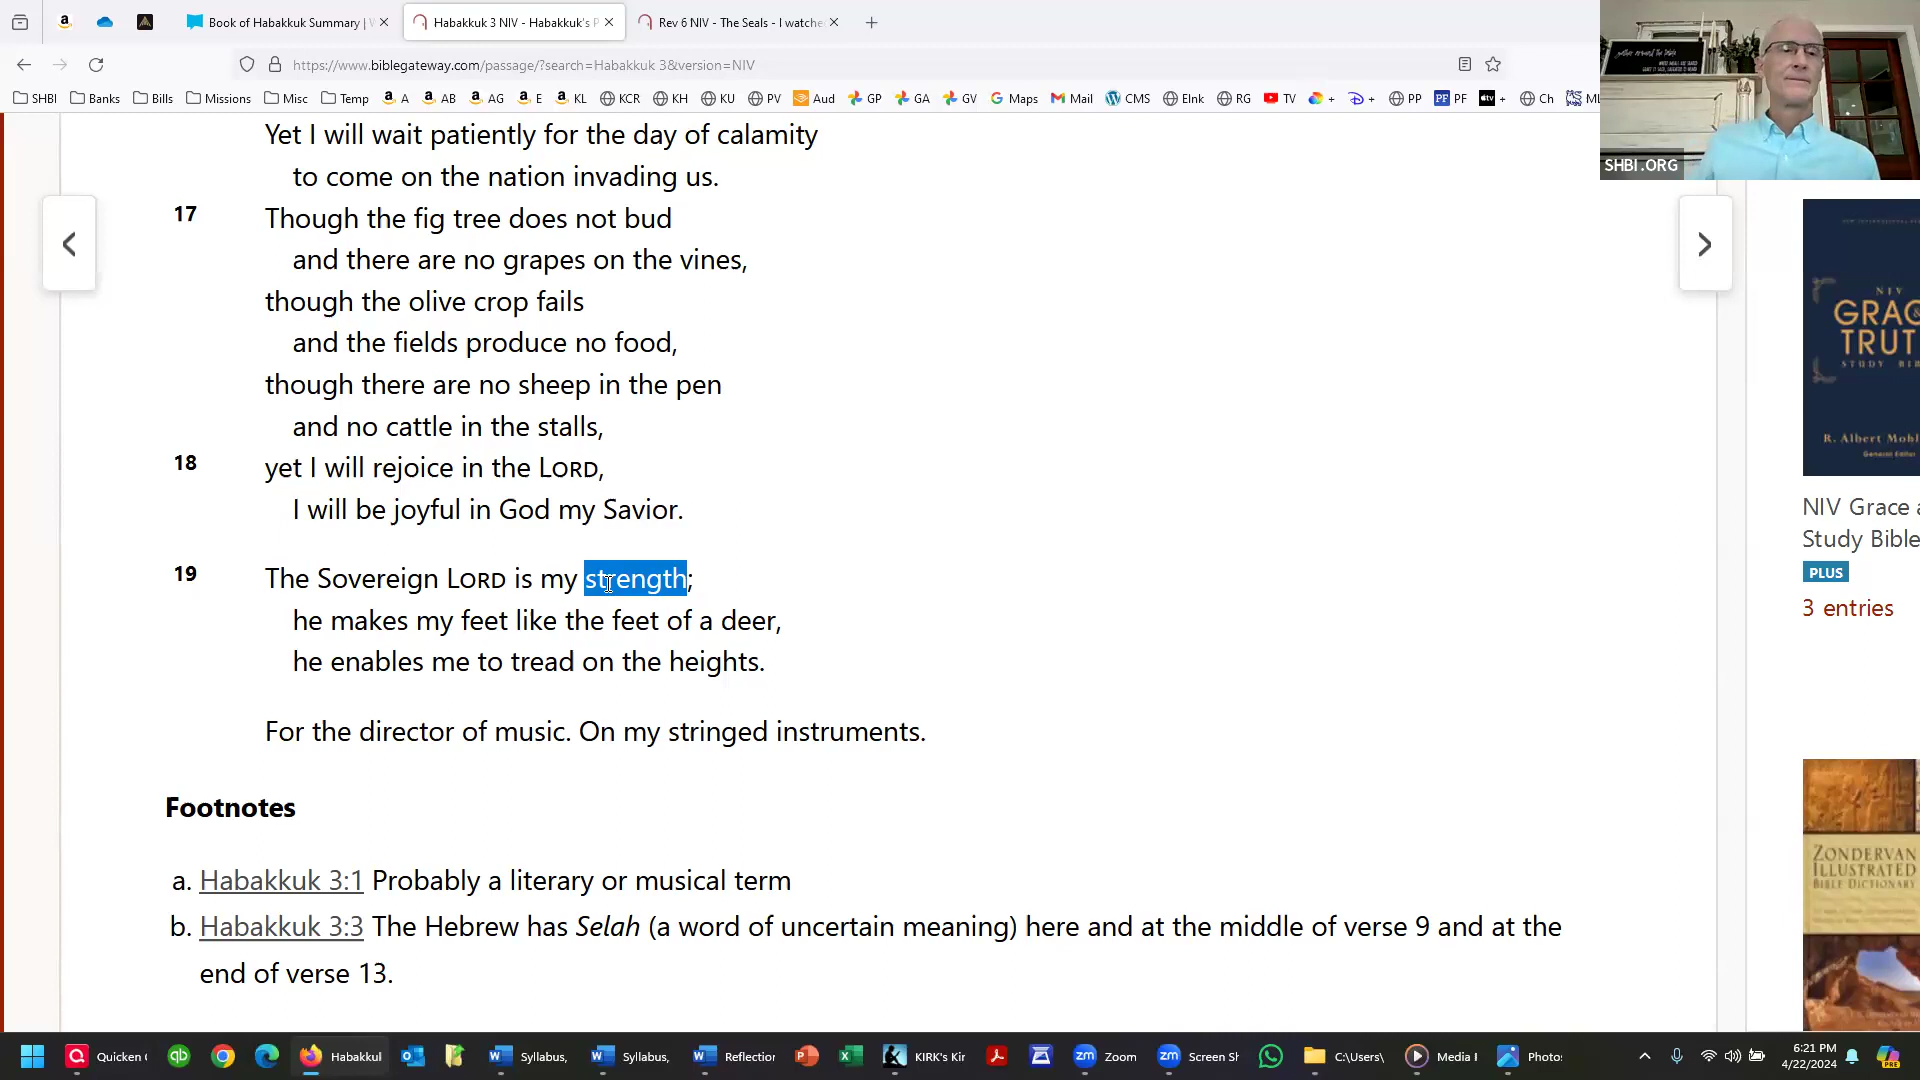 Book of Habakkuk Summary |
Habakkuk 3 NIV - Habakkuk's P
Rev 6 NIV - The Seals - I watche
https://www.biblegateway.com/passage/?search=Habakkuk 3&version=NIV
SHBI Banks Bills Missions Misc Temp A AB AG E KL KCR KH KU PV Aud GP GA GV Maps Mail CMS EInk RG TV + + PP PF + Ch ML
SHBI.ORG
Yet I will wait patiently for the day of calamity
to come on the nation invading us.
17 Though the fig tree does not bud
and there are no grapes on the vines,
though the olive crop fails
and the fields produce no food,
though there are no sheep in the pen
and no cattle in the stalls,
18 yet I will rejoice in the LORD,
I will be joyful in God my Savior.
19 The Sovereign LORD is my strength;
he makes my feet like the feet of a deer,
he enables me to tread on the heights.
For the director of music. On my stringed instruments.
Footnotes
a. Habakkuk 3:1 Probably a literary or musical term
b. Habakkuk 3:3 The Hebrew has Selah (a word of uncertain meaning) here and at the middle of verse 9 and at the
end of verse 13.
NIV
GRAC
&
TRUT
STUDY BIB
R. Albert Mohl
General Editor
NIV Grace a
Study Bible
PLUS
3 entries
ZONDERVAN
ILLUSTRATED
BIBLE DICTIONARY
Quicken ( Habakkul Syllabus, Syllabus, Reflection KIRK's Kir Zoom Screen Sh C:\Users\ Media Photo:
6:21 PM
4/22/2024